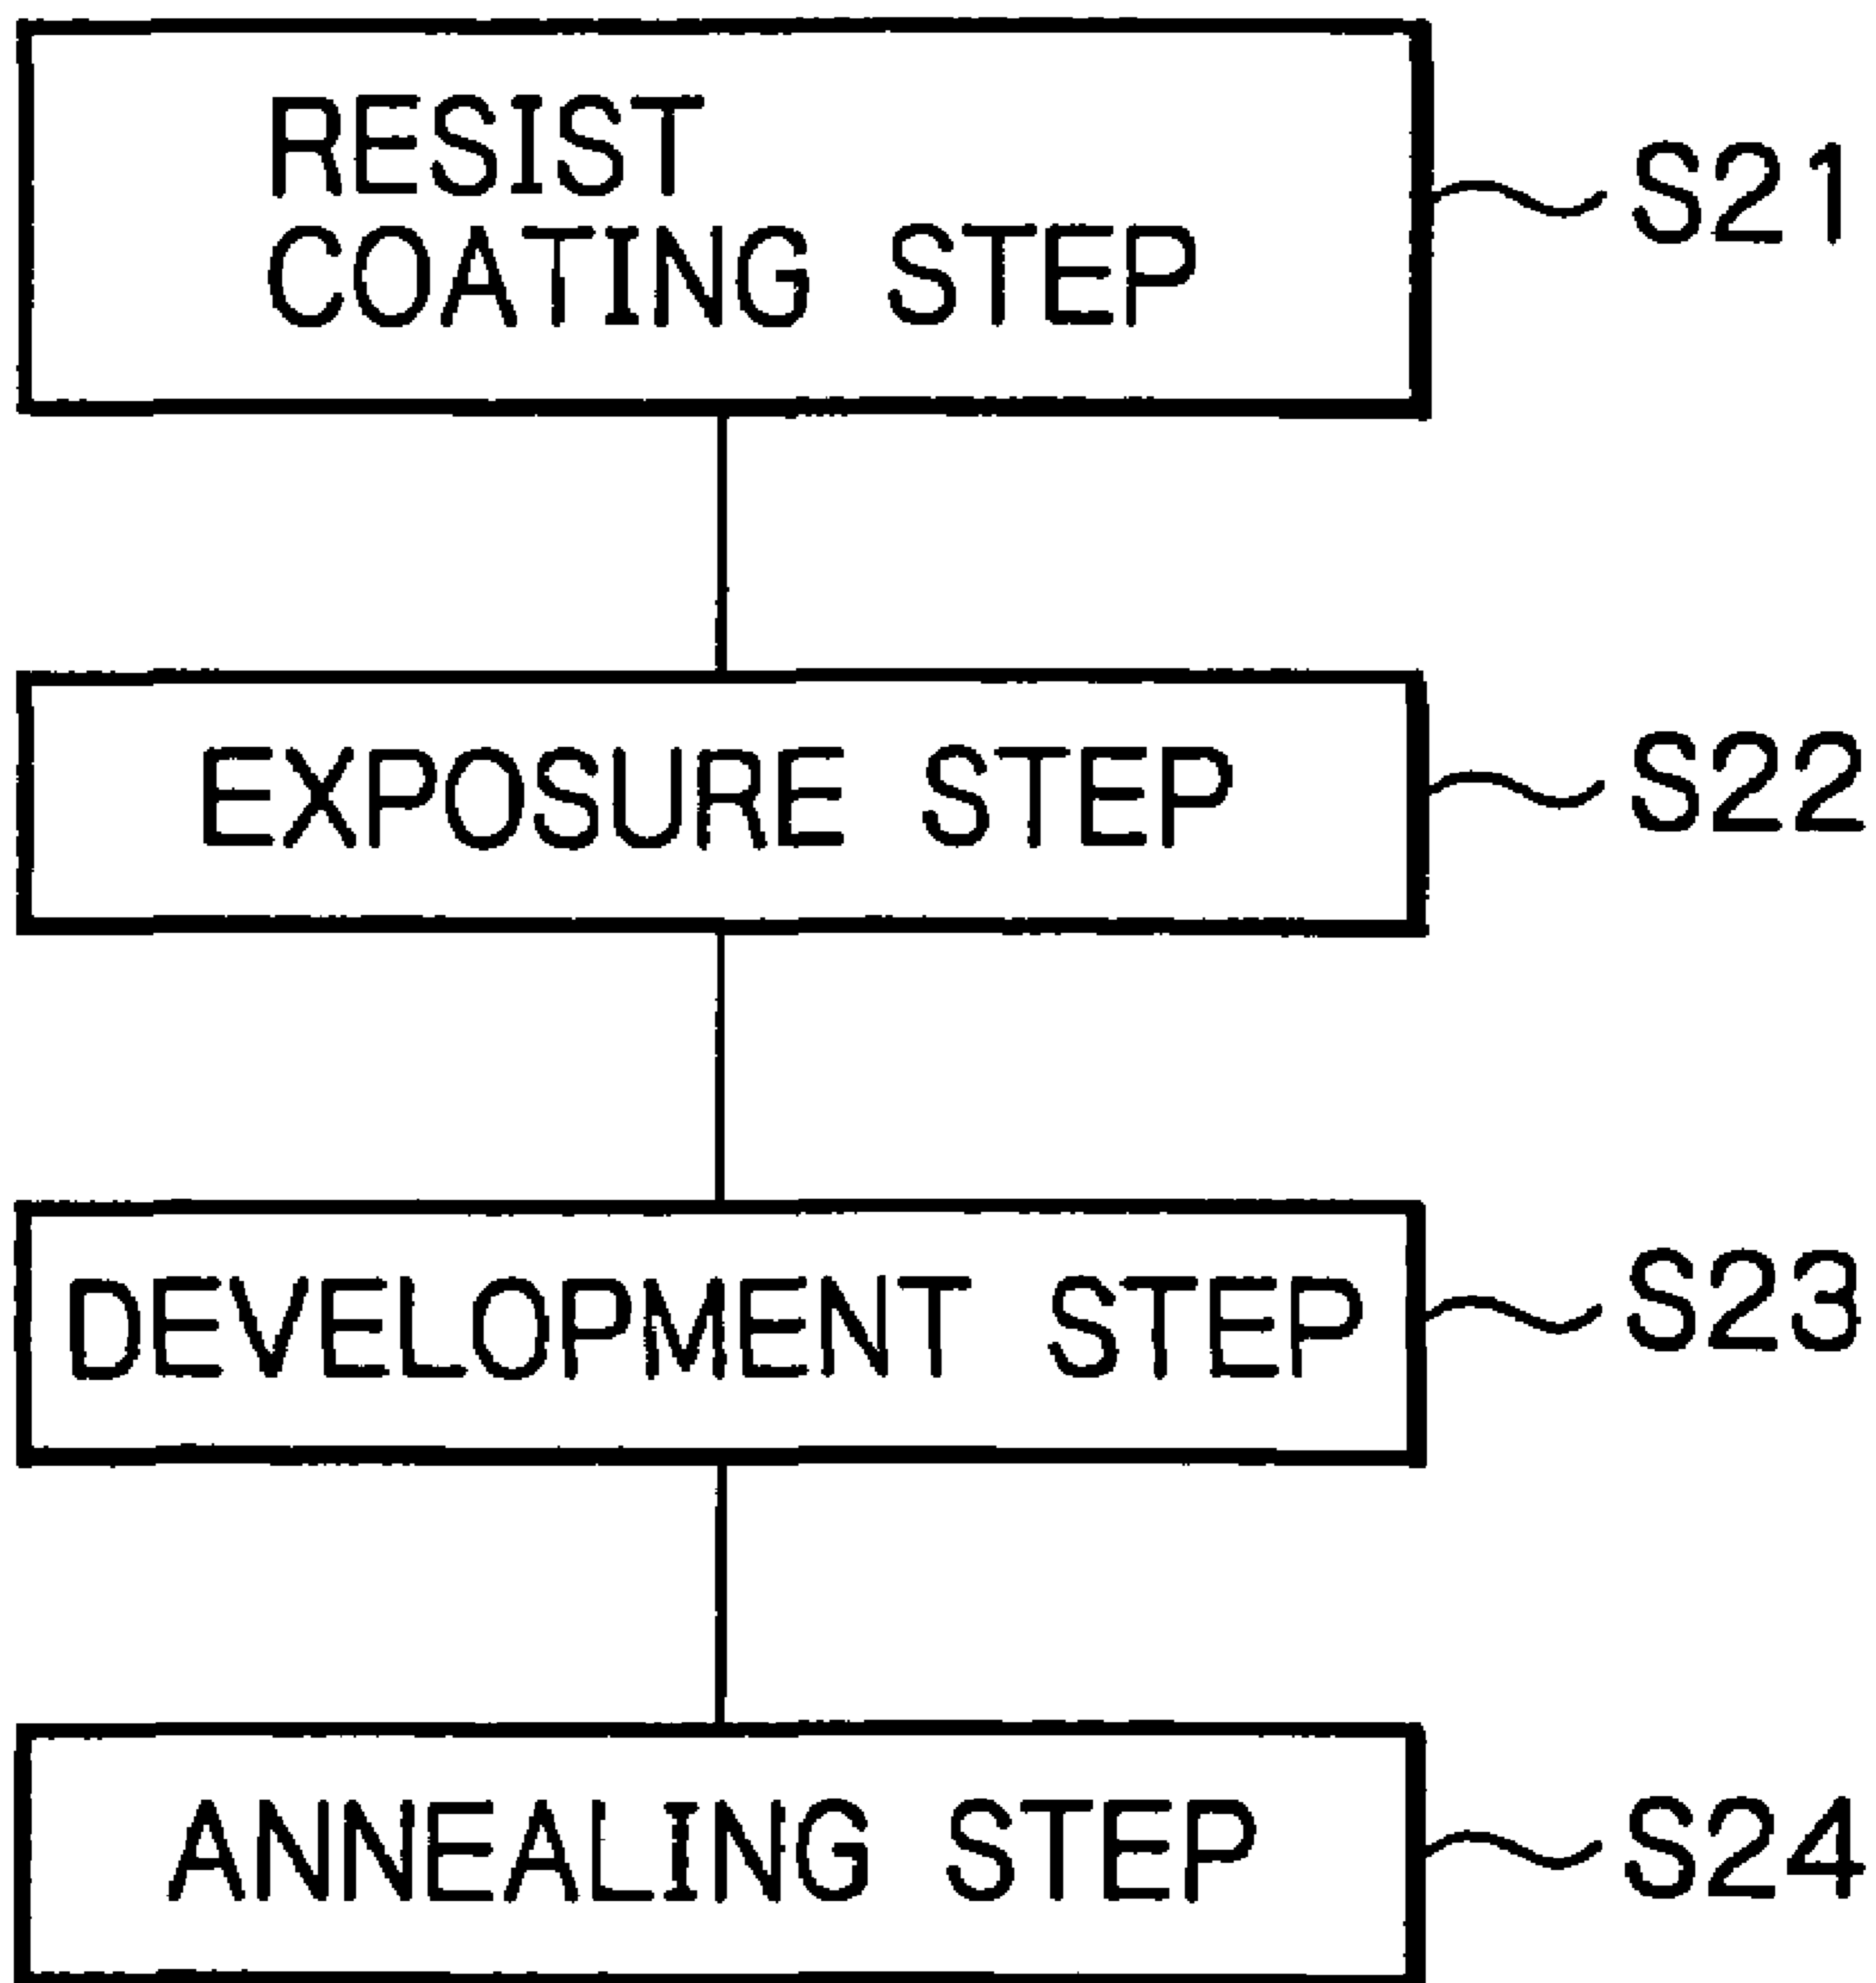 RESIST
COATING STEP
S21
EXPOSURE STEP
S22
DEVELOPMENT STEP
S23
ANNEALING STEP
S24